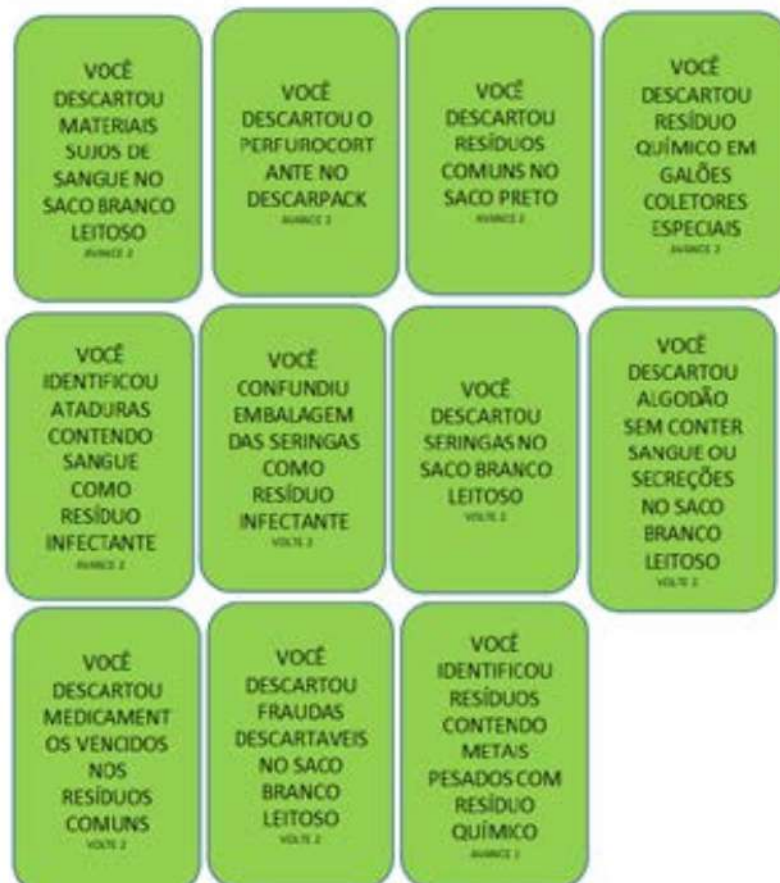 VOCÊ
DESCARTOU
MATERIAIS
SUJOS DE
SANGUE NO
SACO BRANCO
LEITOSO
AVANCE 2
VOCÊ
DESCARTOU O
PERFUROCORT
ANTE NO
DESCARPACK
AVANCE
VOCÊ
DESCARTOU
RESÍDUOS
COMUNS NO
SACO PRETO
AVANCE 2
VOCÊ
DESCARTOU
RESÍDUO
QUÍMICO EM
GALÕES
COLETORES
ESPECIAIS
AVANCE
VOCÊ
IDENTIFICOU
ATADURAS
CONTENDO
SANGUE
COMO
RESÍDUO
INFECTANTE
AVANCE 2
VOCÊ
CONFUNDIU
EMBALAGEM
DAS SERINGAS
COMO
RESÍDUO
INFECTANTE
VOLTE 2
VOCÊ
DESCARTOU
SERINGAS NO
SACO BRANCO
LEITOSO
VOLTE 2
VOCÊ
DESCARTOU
ALGODÃO
SEM CONTER
SANGUE OU
SECREÇÕES
NO SACO
BRANCO
LEITOSO
VOLTE 2
VOCÊ
DESCARTOU
MEDICAMENT
OS VENCIDOS
NOS
RESÍDUOS
COMUNS
VOLTE 2
VOCÊ
DESCARTOU
FRAUDAS
DESCARTAVEIS
NO SACO
BRANCO
LEITOSO
VOLTE 2
VOCÊ
IDENTIFICOU
RESÍDUOS
CONTENDO
METAIS
PESADOS COM
RESÍDUO
QUÍMICO
AVANCE